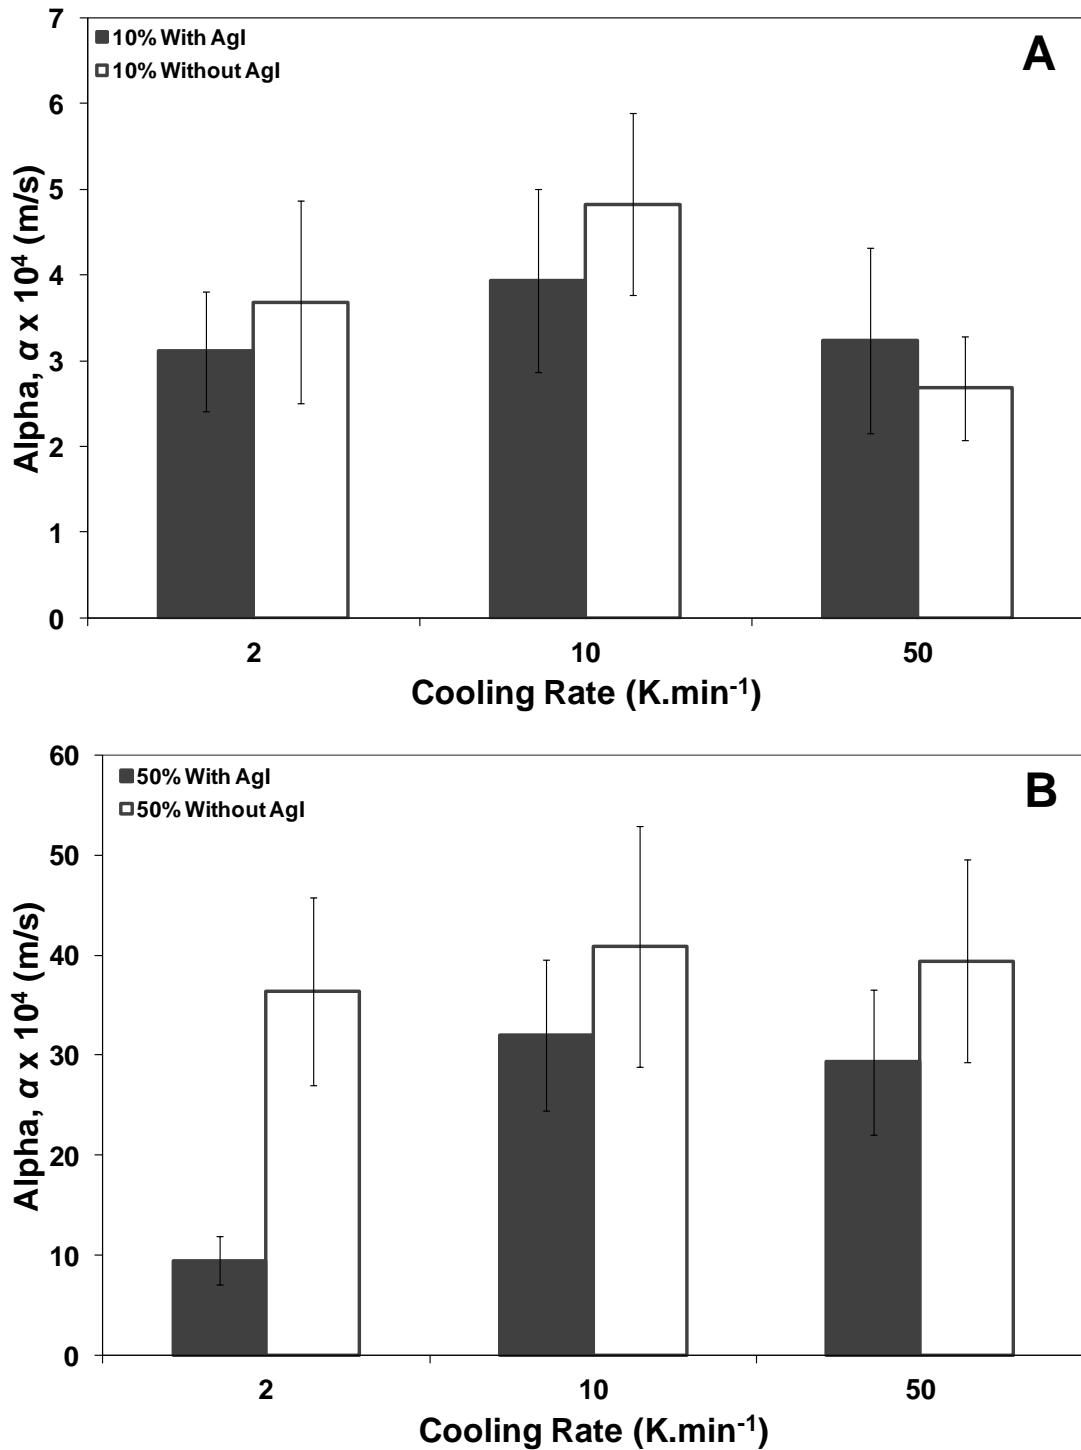 7
10% With AgI
10% Without AgI
A
6
5
4
3
2
1
0
Alpha, α x 10⁴ (m/s)
2 10 50
Cooling Rate (K.min⁻¹)
60
50% With AgI
50% Without AgI
B
50
40
30
20
10
0
Alpha, α x 10⁴ (m/s)
2 10 50
Cooling Rate (K.min⁻¹)